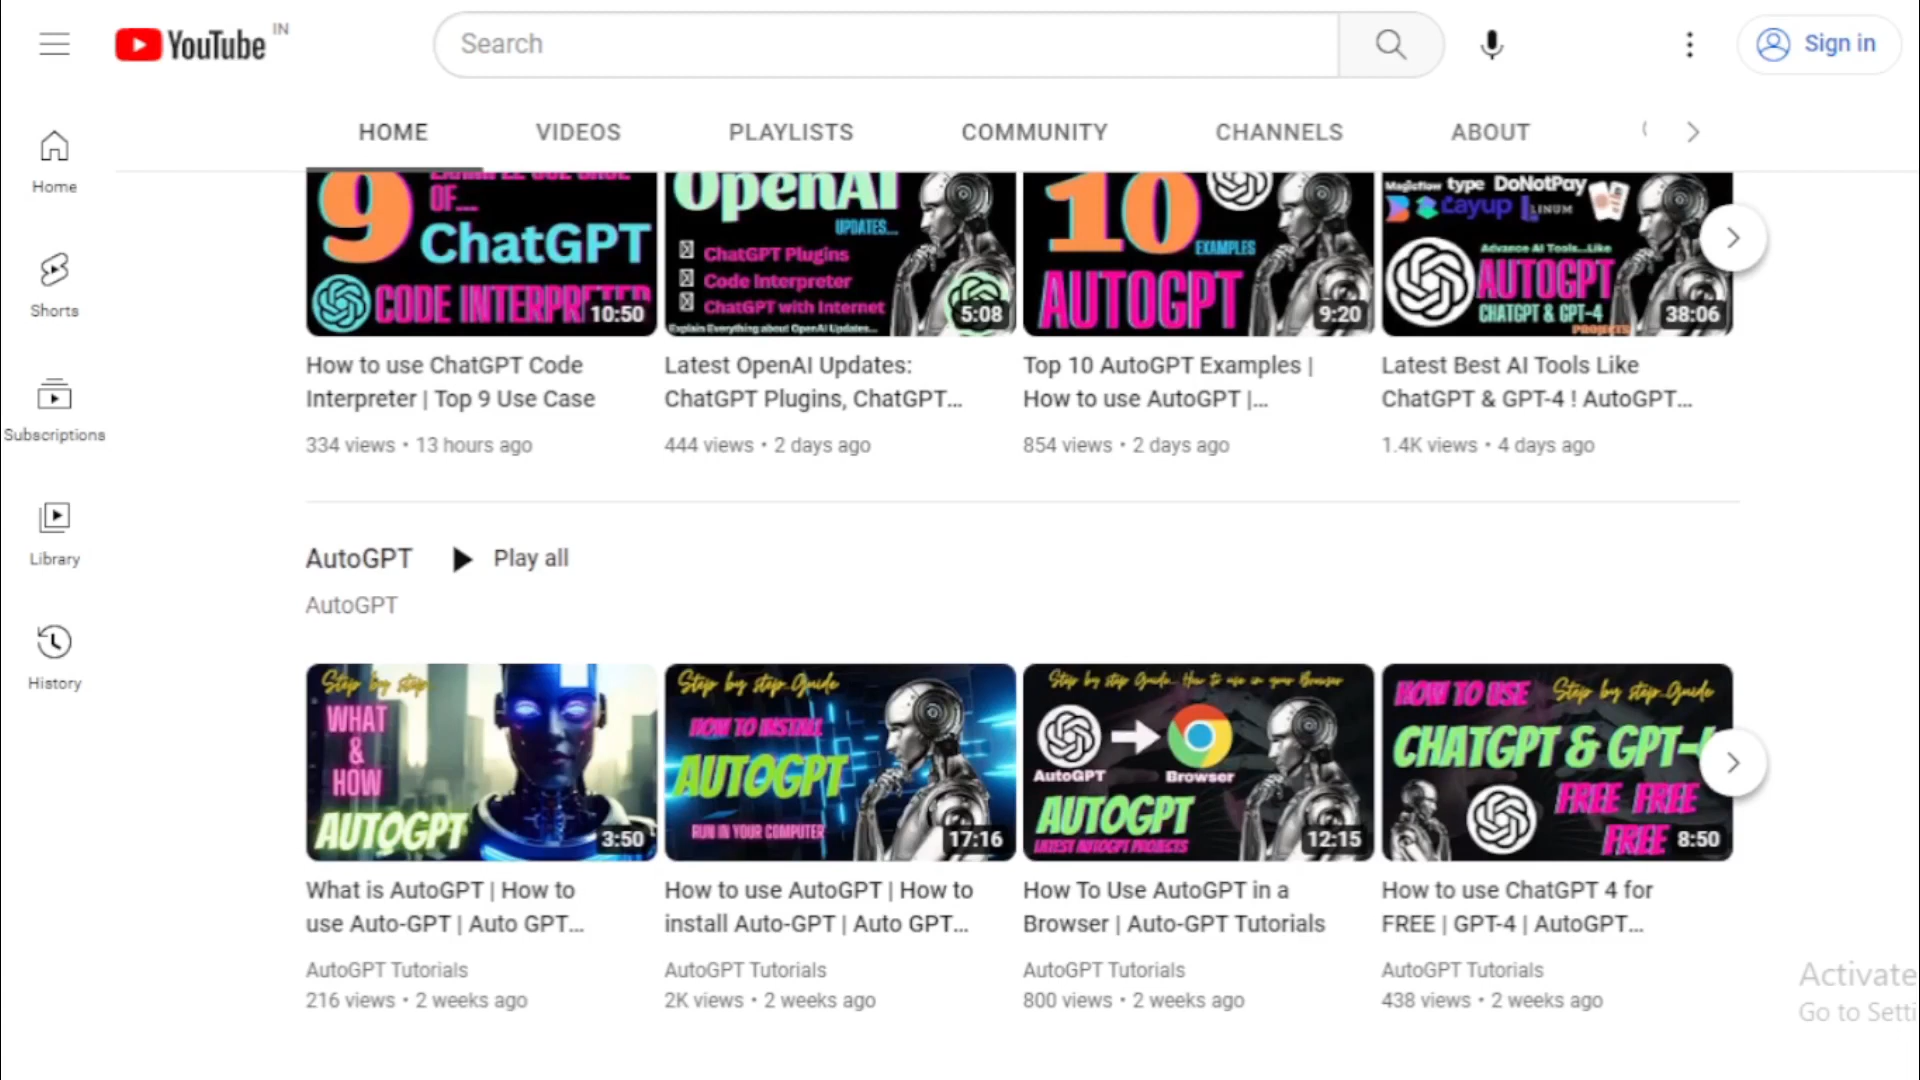 YouTube IN
Search
Sign in
HOME VIDEOS PLAYLISTS COMMUNITY CHANNELS ABOUT
Home
Shorts
Subscriptions
Library
History
9
OF...
ChatGPT
CODE INTERPRETER
10:50
OpenAI
UPDATES...
ChatGPT Plugins
Code Interpreter
ChatGPT with Internet
Explain Everything about OpenAI Updates...
5:08
10
EXAMPLES
AUTOGPT
9:20
Magicflow type DoNotPay
Cayup LINUM
Advance AI Tools...Like
AUTOGPT
CHATGPT & GPT-4
PROJECTS
38:06
How to use ChatGPT Code
Interpreter | Top 9 Use Case
334 views • 13 hours ago
Latest OpenAI Updates:
ChatGPT Plugins, ChatGPT...
444 views • 2 days ago
Top 10 AutoGPT Examples |
How to use AutoGPT |...
854 views • 2 days ago
Latest Best AI Tools Like
ChatGPT & GPT-4 ! AutoGPT...
1.4K views • 4 days ago
AutoGPT Play all
AutoGPT
Step by step
WHAT
&
HOW
AUTOGPT
3:50
Step by step Guide
HOW TO INSTALL
AUTOGPT
RUN IN YOUR COMPUTER
17:16
Step by step Guide... How to use in your Browser
AutoGPT Browser
AUTOGPT
LATEST AUTOGPT PROJECTS
12:15
HOW TO USE Step by step Guide
CHATGPT & GPT-4
FREE FREE
FREE
8:50
What is AutoGPT | How to
use Auto-GPT | Auto GPT...
AutoGPT Tutorials
216 views • 2 weeks ago
How to use AutoGPT | How to
install Auto-GPT | Auto GPT...
AutoGPT Tutorials
2K views • 2 weeks ago
How To Use AutoGPT in a
Browser | Auto-GPT Tutorials
AutoGPT Tutorials
800 views • 2 weeks ago
How to use ChatGPT 4 for
FREE | GPT-4 | AutoGPT...
AutoGPT Tutorials
438 views • 2 weeks ago
Activate
Go to Setti